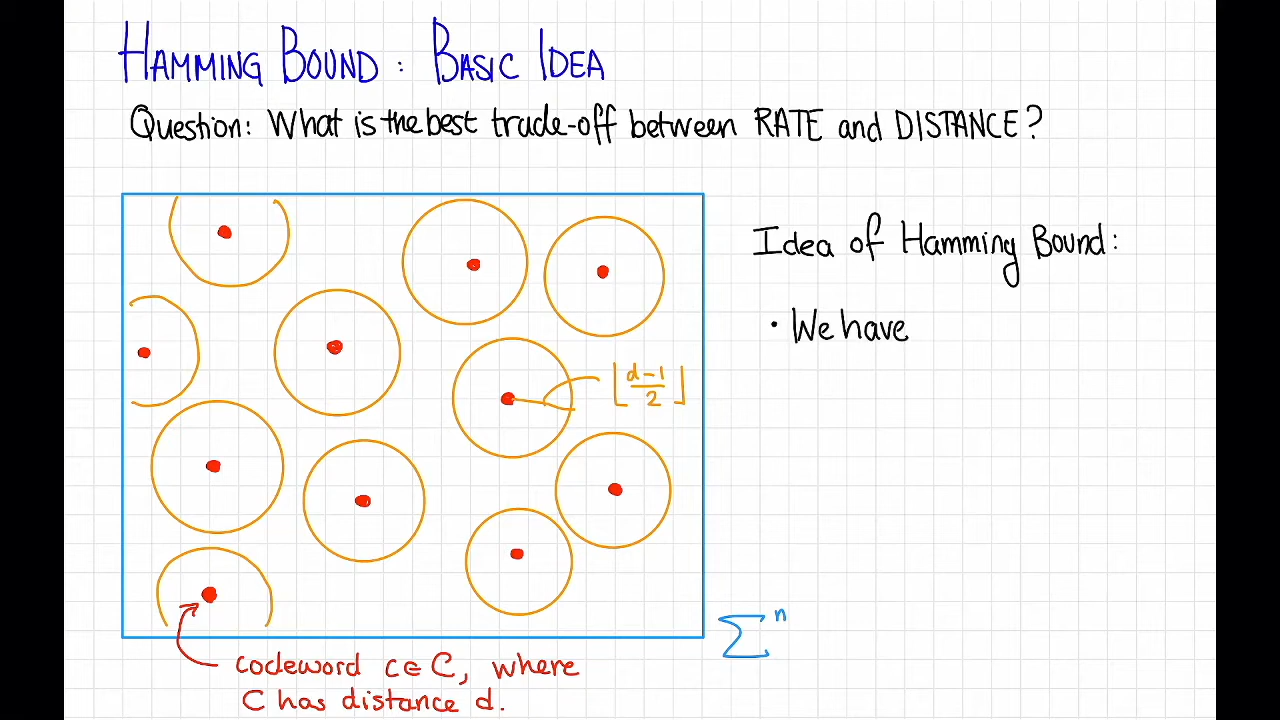 HAMMING BOUND: BASIC IDEA
Question: What is the best trade-off between RATE and DISTANCE?
Idea of Hamming Bound:
• We have
⌊(d-1)/2⌋
Σ^n
codeword c∈C, where
C has distance d.